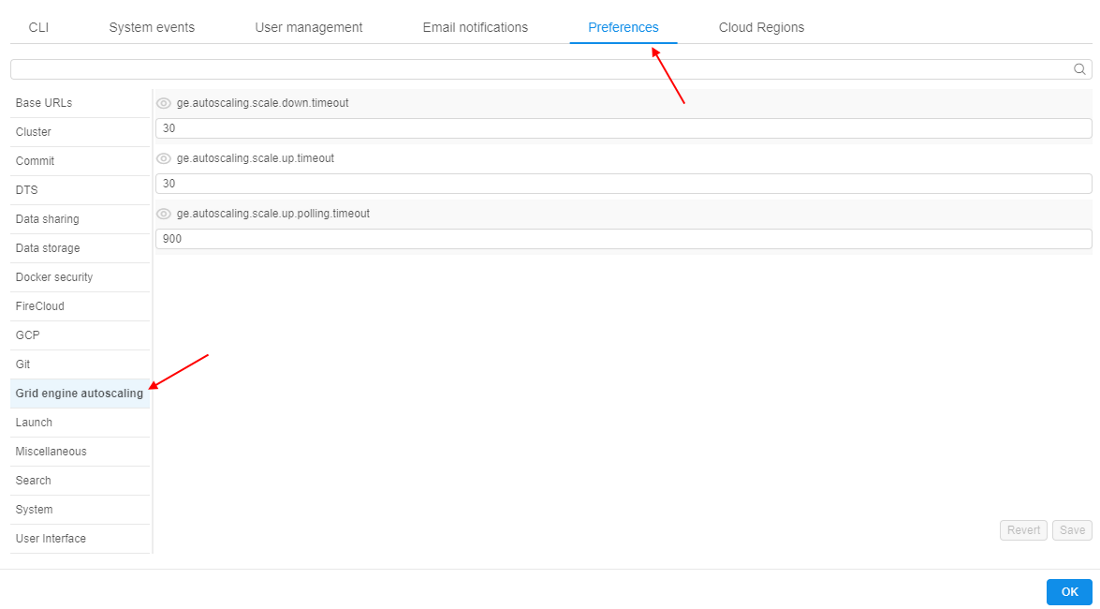 CLI
System events
User management
Email notifications
Preferences
Cloud Regions
Base URLs
Cluster
Commit
DTS
Data sharing
Data storage
Docker security
FireCloud
GCP
Git
Grid engine autoscaling
Launch
Miscellaneous
Search
System
User Interface
ge.autoscaling.scale.down.timeout
30
ge.autoscaling.scale.up.timeout
30
ge.autoscaling.scale.up.polling.timeout
900
Revert
Save
OK